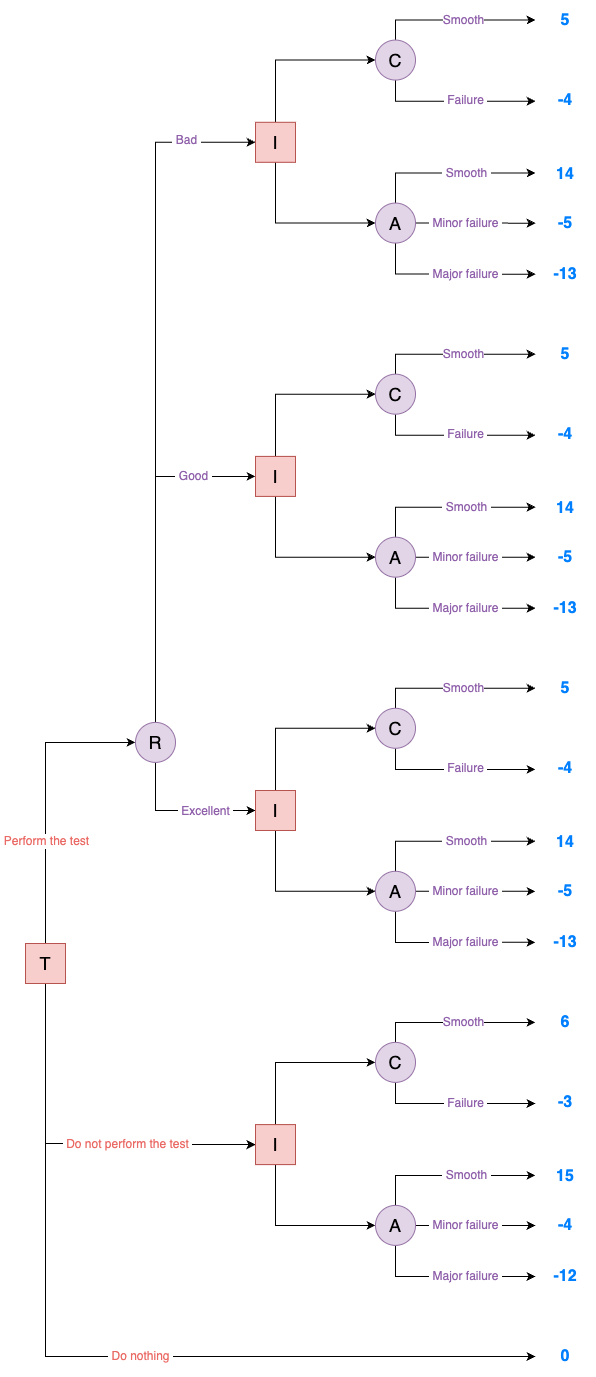 Smooth 5
C
Failure -4
Bad
I
Smooth 14
A Minor failure -5
Major failure -13
Smooth 5
C
Failure -4
Good
I
Smooth 14
A Minor failure -5
Major failure -13
Smooth 5
C
R
Failure -4
Excellent
I
Perform the test
Smooth 14
A Minor failure -5
Major failure -13
T
Smooth 6
C
Failure -3
Do not perform the test
I
Smooth 15
A Minor failure -4
Major failure -12
Do nothing 0